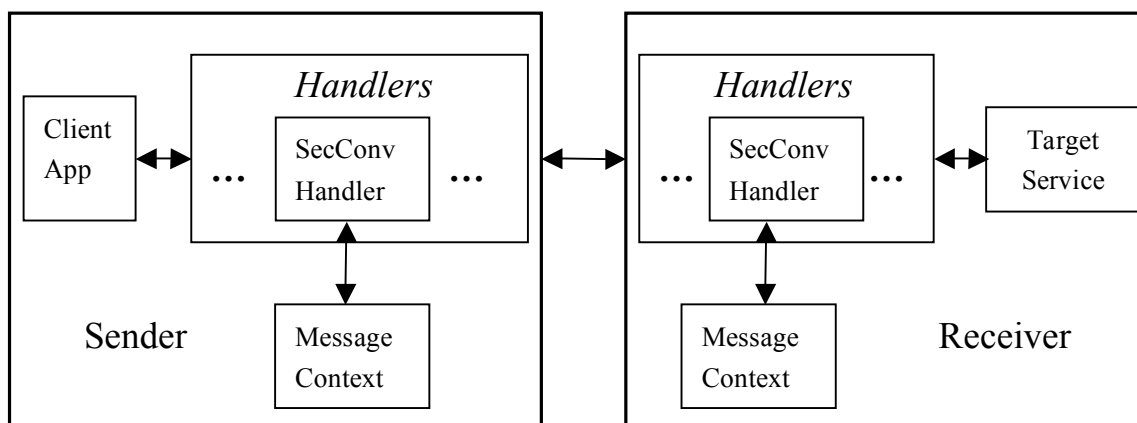 Handlers
Client
App
...
SecConv
Handler
...
Message
Context
Sender
Handlers
...
SecConv
Handler
...
Target
Service
Message
Context
Receiver